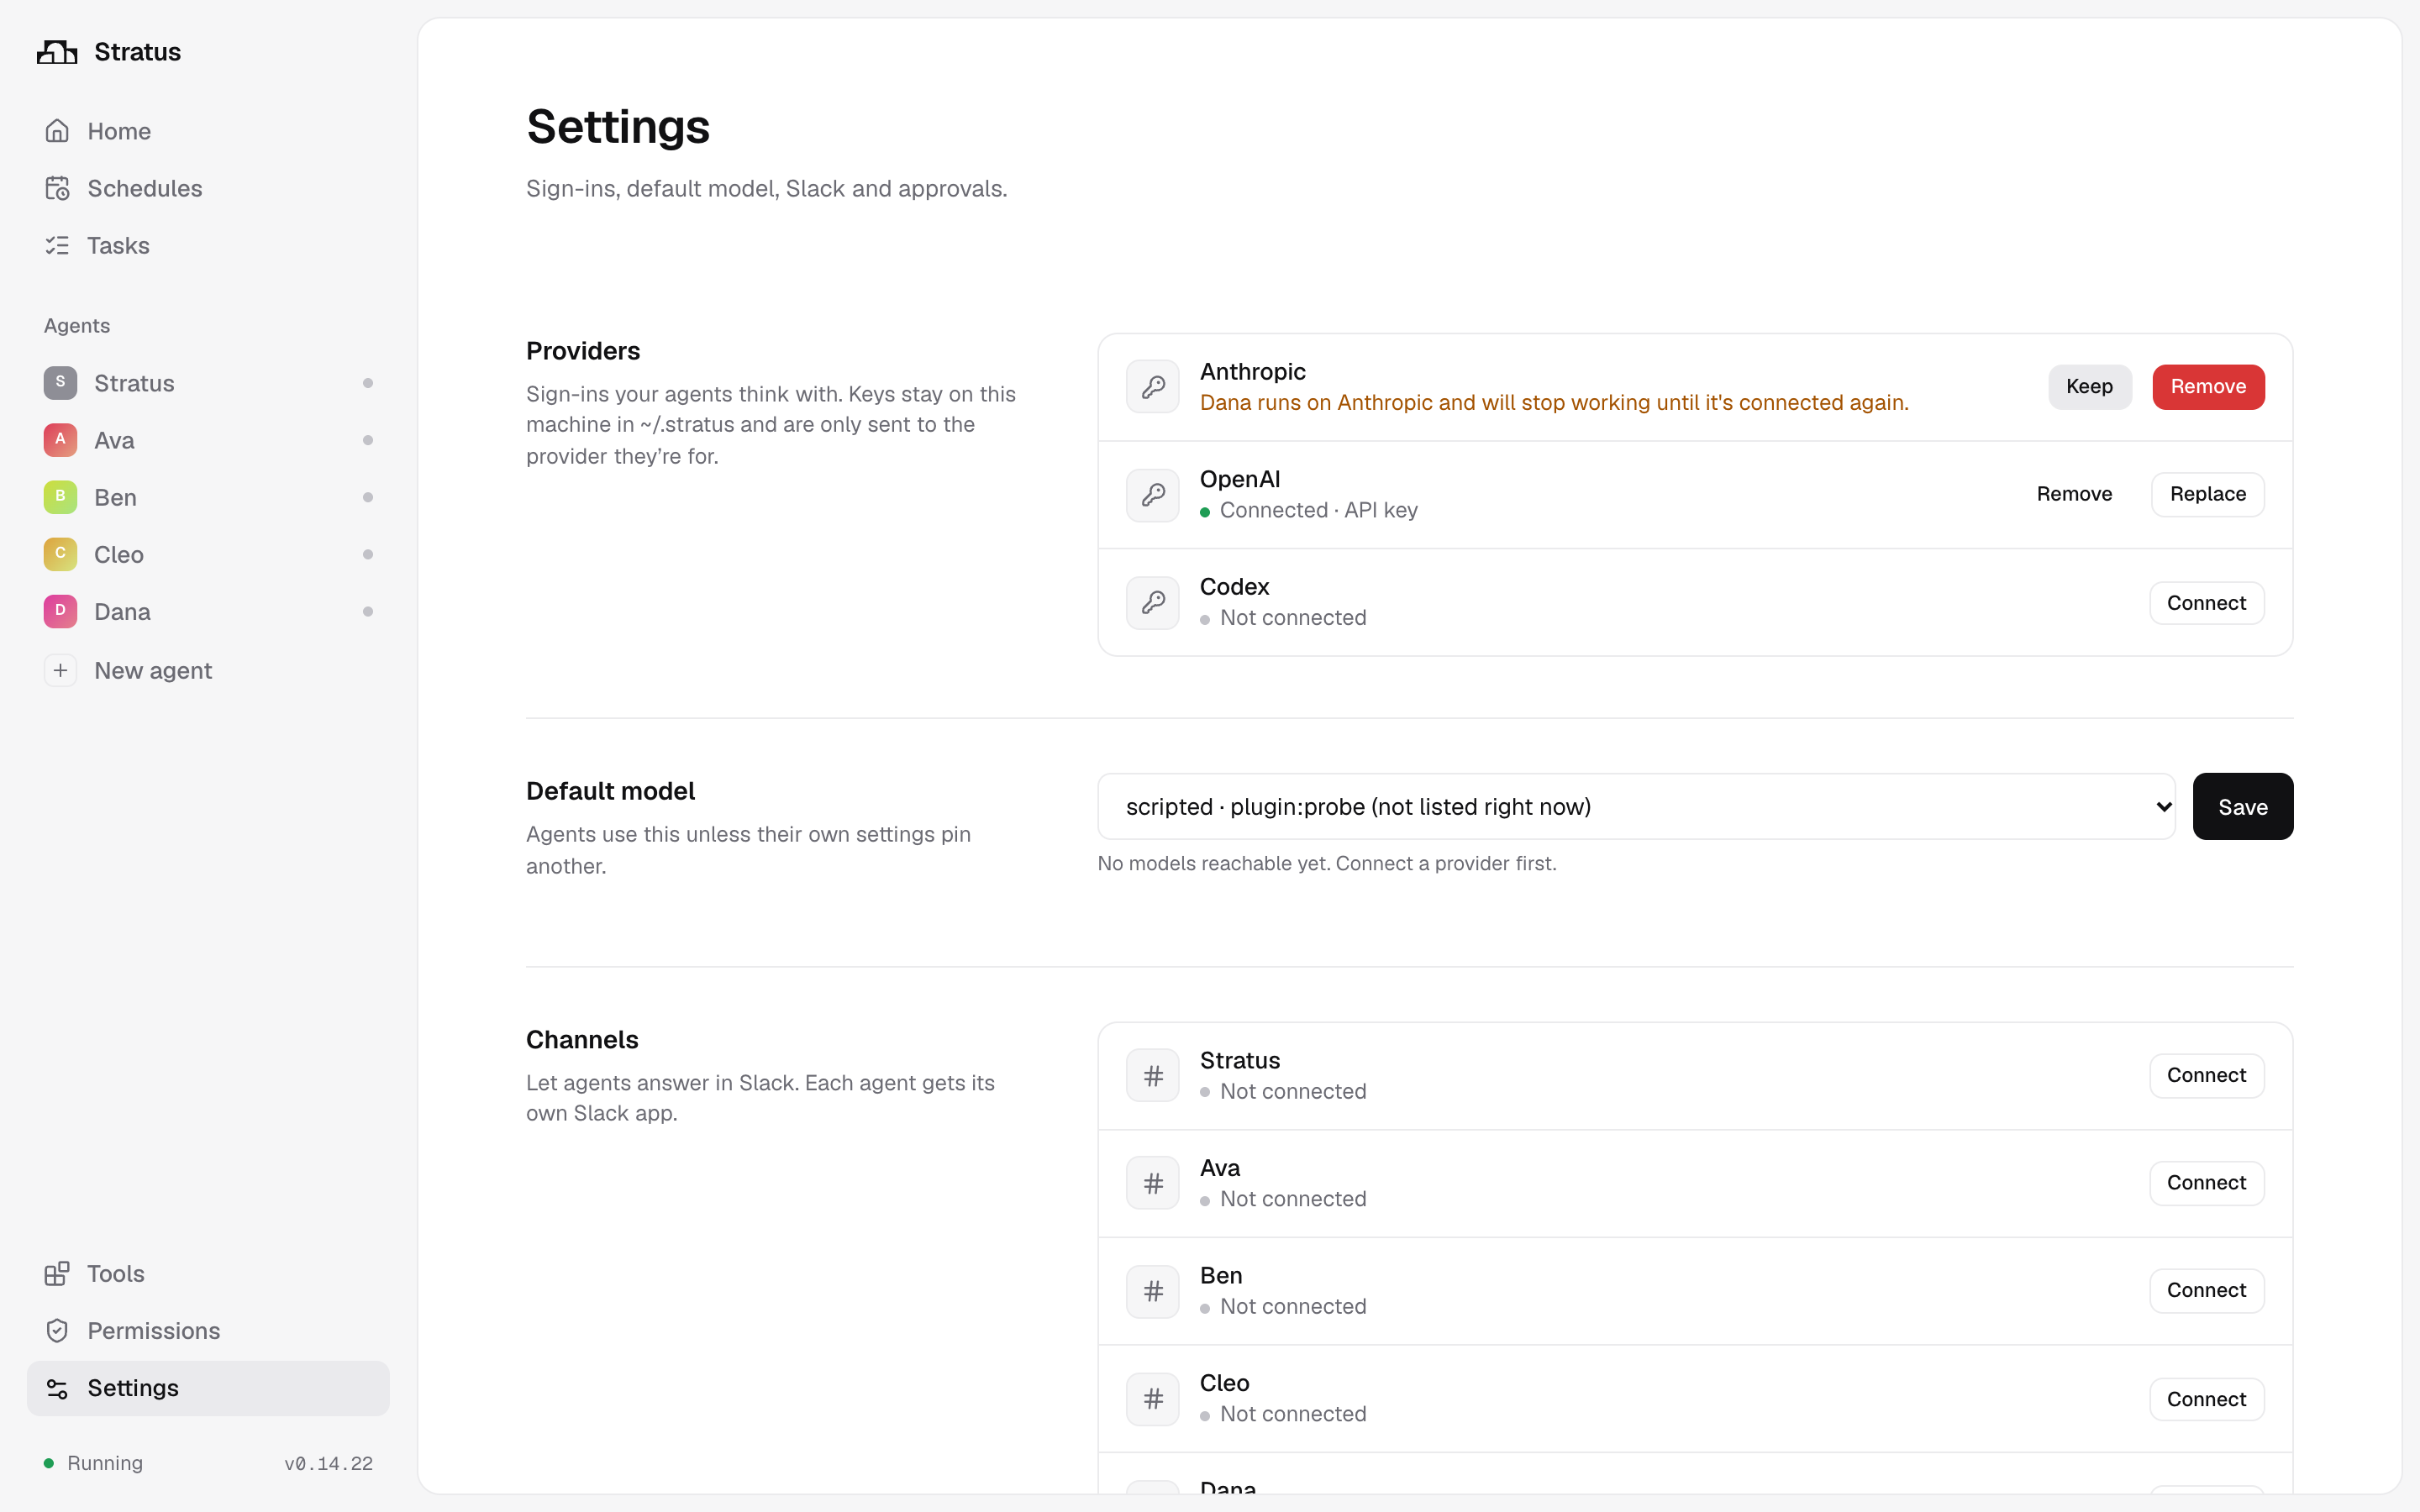 Stratus
Home
Schedules
Tasks
Agents
S Stratus
A Ava
B Ben
C Cleo
D Dana
New agent
Tools
Permissions
Settings
Running v0.14.22
Settings
Sign-ins, default model, Slack and approvals.
Providers
Sign-ins your agents think with. Keys stay on this
machine in ~/.stratus and are only sent to the
provider they’re for.
Anthropic
Dana runs on Anthropic and will stop working until it's connected again.
Keep Remove
OpenAI
Connected · API key
Remove Replace
Codex
Not connected
Connect
Default model
Agents use this unless their own settings pin
another.
scripted · plugin:probe (not listed right now)
Save
No models reachable yet. Connect a provider first.
Channels
Let agents answer in Slack. Each agent gets its
own Slack app.
Stratus
Not connected
Connect
Ava
Not connected
Connect
Ben
Not connected
Connect
Cleo
Not connected
Connect
Dana